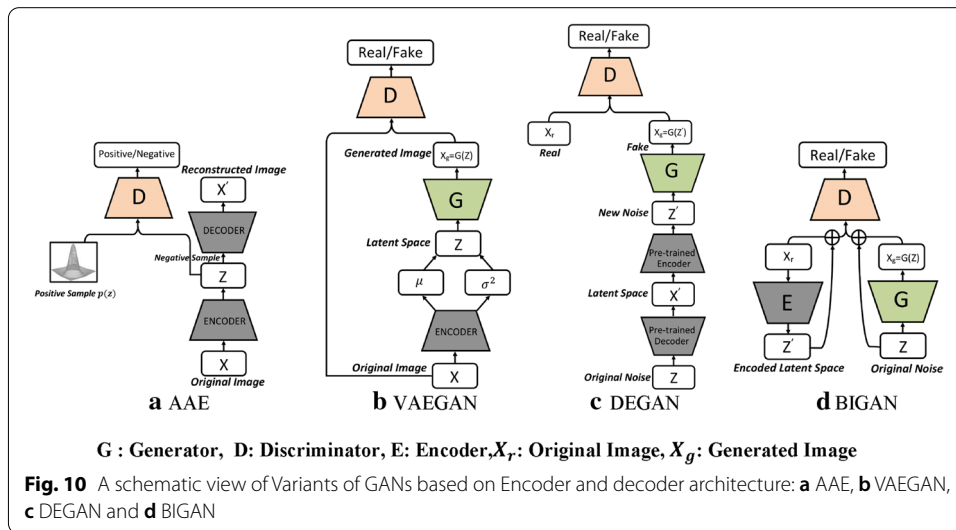 Real/Fake
D
Generated Image
X_g=G(Z)
G
Latent Space
Z
μ
σ²
ENCODER
Original Image
X
b VAEGAN
Positive/Negative
D
Reconstructed Image
X'
DECODER
Negative Sample
Z
Positive Sample p(z)
ENCODER
X
Original Image
a AAE
Real/Fake
D
X_r
Real
X_g=G(Z')
Fake
G
New Noise
Z'
Pre-trained
Encoder
Latent Space
X'
Pre-trained
Decoder
Original Noise
Z
c DEGAN
Real/Fake
D
X_r
X_g=G(Z)
E
G
Z'
Z
Encoded Latent Space
Original Noise
d BIGAN
G : Generator, D: Discriminator, E: Encoder,X_r: Original Image, X_g: Generated Image
Fig. 10 A schematic view of Variants of GANs based on Encoder and decoder architecture: a AAE, b VAEGAN,
c DEGAN and d BIGAN